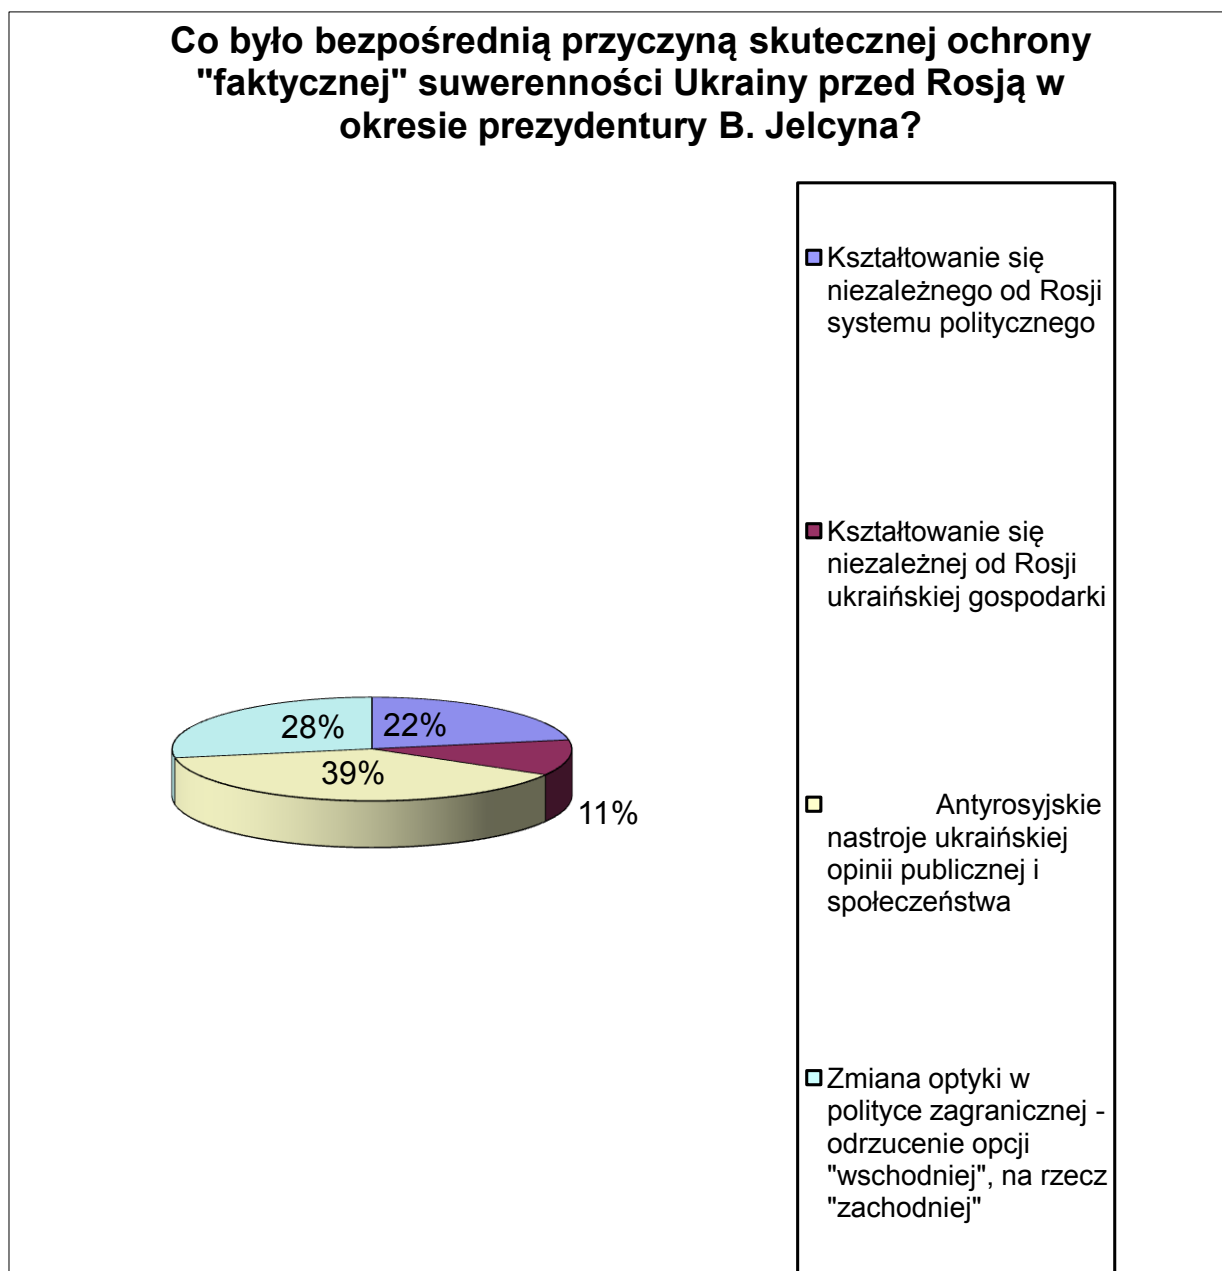 Co było bezpośrednią przyczyną skutecznej ochrony
"faktycznej" suwerenności Ukrainy przed Rosją w
okresie prezydentury B. Jelcyna?
Kształtowanie się
niezależnego od Rosji
systemu politycznego
Kształtowanie się
niezależnej od Rosji
ukraińskiej gospodarki
28%
22%
39%
11%
Antyrosyjskie
nastroje ukraińskiej
opinii publicznej i
społeczeństwa
Zmiana optyki w
polityce zagranicznej -
odrzucenie opcji
"wschodniej", na rzecz
"zachodniej"